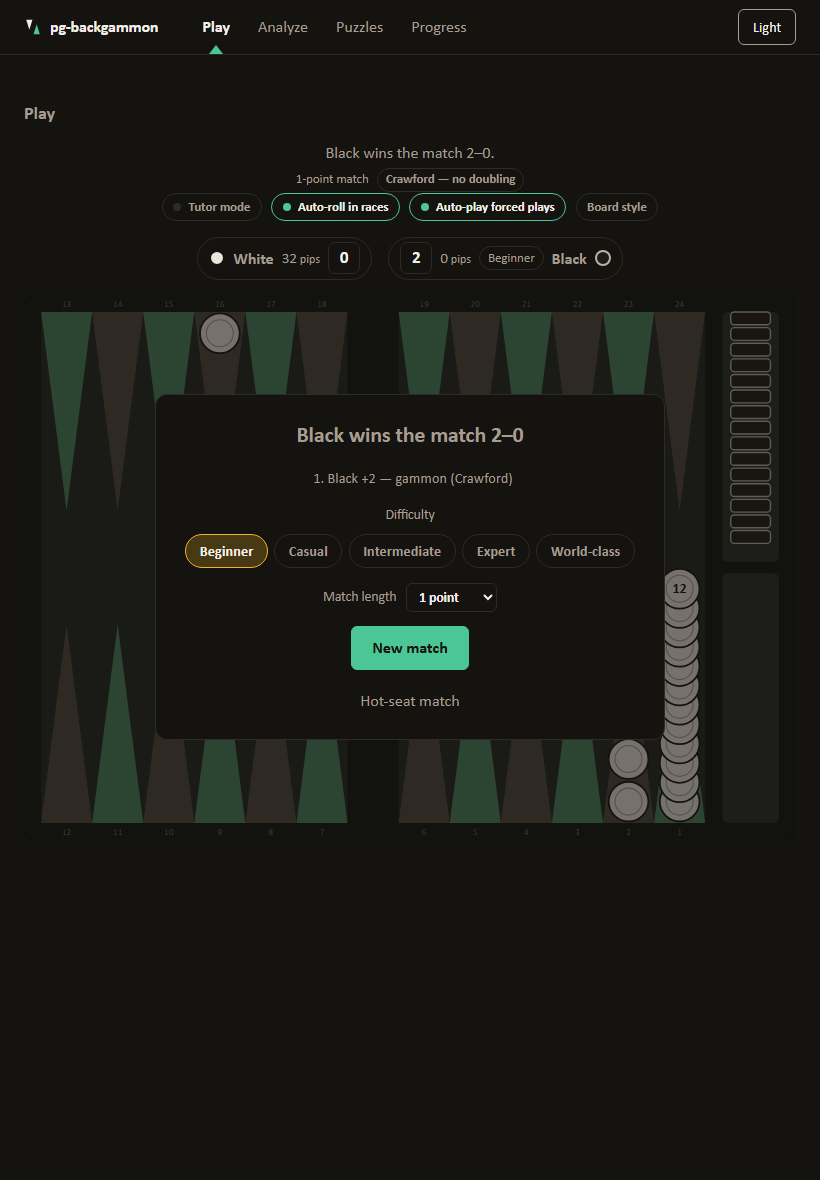 pg-backgammon Play Analyze Puzzles Progress Light
Play
Black wins the match 2–0.
1-point match Crawford — no doubling
Tutor mode Auto-roll in races Auto-play forced plays Board style
White 32 pips 0 2 0 pips Beginner Black
13 14 15 16 17 18 19 20 21 22 23 24
Black wins the match 2–0
1. Black +2 — gammon (Crawford)
Difficulty
Beginner Casual Intermediate Expert World-class
Match length 1 point
New match
Hot-seat match
12
12 11 10 9 8 7 6 5 4 3 2 1